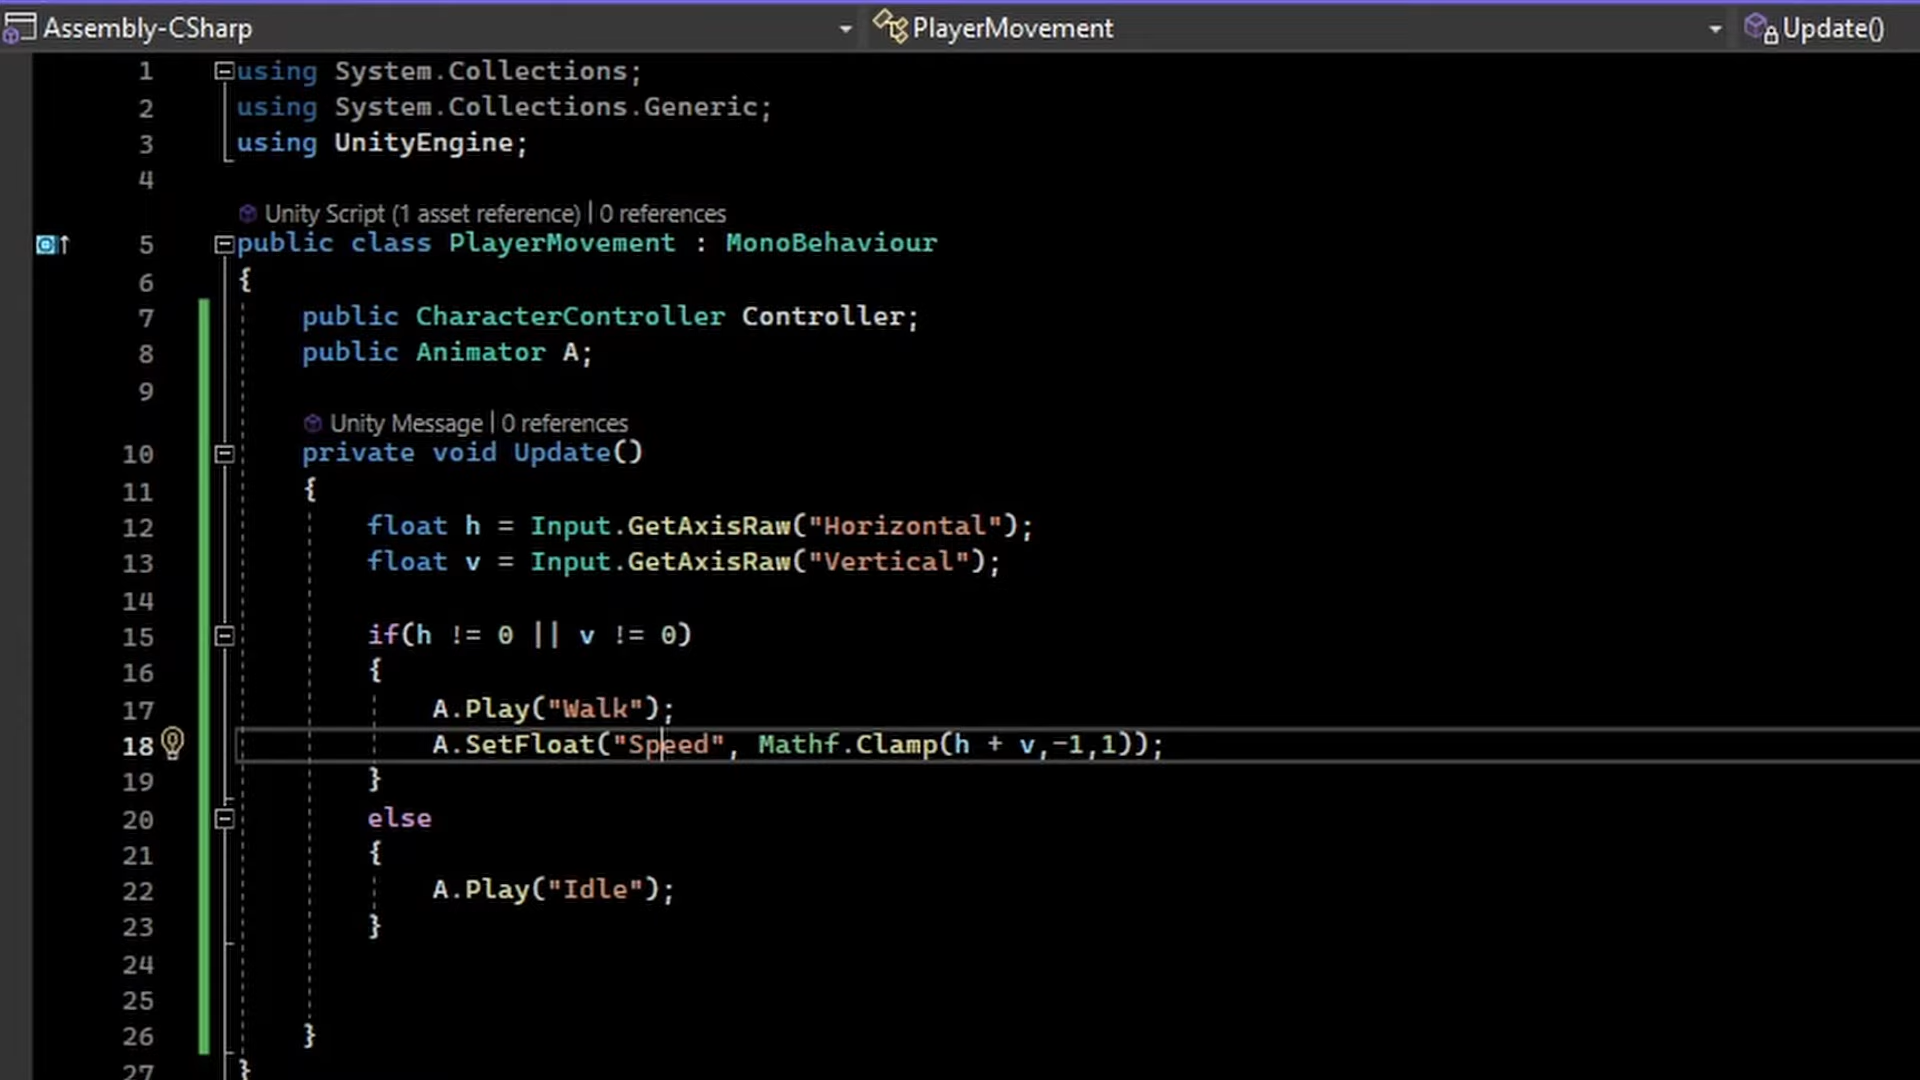 Assembly-CSharp PlayerMovement Update()
1 using System.Collections;
2 using System.Collections.Generic;
3 using UnityEngine;
4
Unity Script (1 asset reference) | 0 references
5 public class PlayerMovement : MonoBehaviour
6 {
7 public CharacterController Controller;
8 public Animator A;
9
Unity Message | 0 references
10 private void Update()
11 {
12 float h = Input.GetAxisRaw("Horizontal");
13 float v = Input.GetAxisRaw("Vertical");
14
15 if(h != 0 || v != 0)
16 {
17 A.Play("Walk");
18 A.SetFloat("Speed", Mathf.Clamp(h + v,-1,1));
19 }
20 else
21 {
22 A.Play("Idle");
23 }
24
25
26 }
27 }